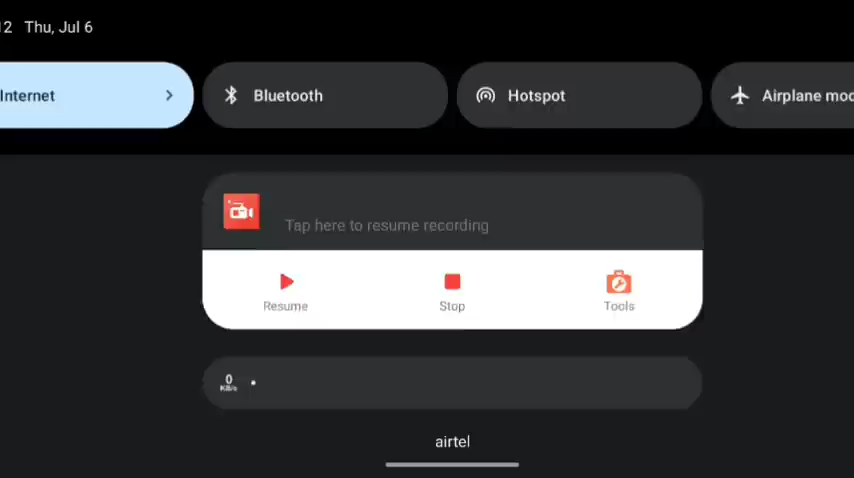 12 Thu, Jul 6
Internet
Bluetooth
Hotspot
Airplane mod
Tap here to resume recording
Resume
Stop
Tools
0
KB/s
airtel